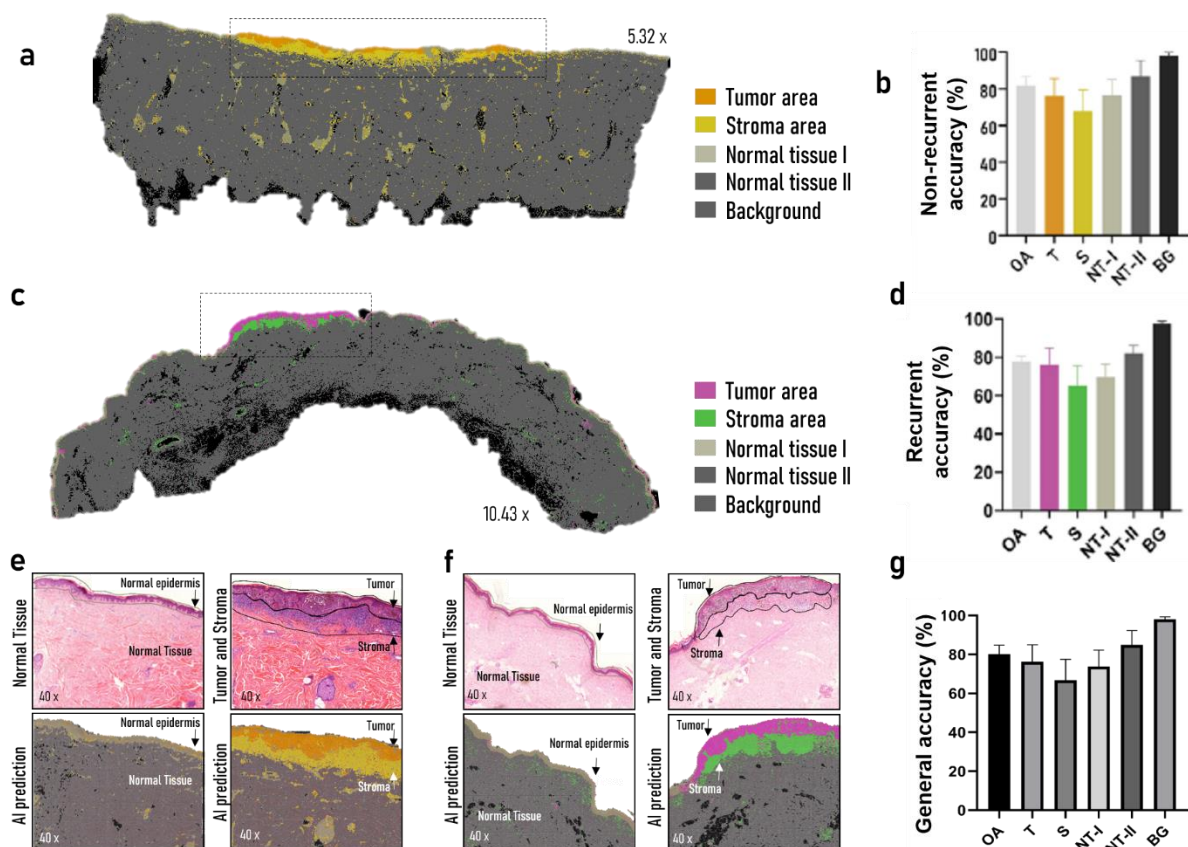 a
5.32 x
Tumor area
Stroma area
Normal tissue I
Normal tissue II
Background
b
Non-recurrent
accuracy (%)
100
80
60
40
20
0
OA
T
S
NT-I
NT-II
BG
c
10.43 x
Tumor area
Stroma area
Normal tissue I
Normal tissue II
Background
d
Recurrent
accuracy (%)
100
80
60
40
20
0
OA
T
S
NT-I
NT-II
BG
e
Normal Tissue
Normal epidermis
Normal Tissue
40 x
Tumor and Stroma
Tumor
Stroma
40 x
AI prediction
Normal epidermis
Normal Tissue
40 x
AI prediction
Tumor
Stroma
40 x
f
Normal Tissue
Normal epidermis
Normal Tissue
40 x
Tumor and Stroma
Tumor
Stroma
40 x
AI prediction
Normal epidermis
Normal Tissue
40 x
AI prediction
Tumor
Stroma
40 x
g
General accuracy (%)
100
80
60
40
20
0
OA
T
S
NT-I
NT-II
BG